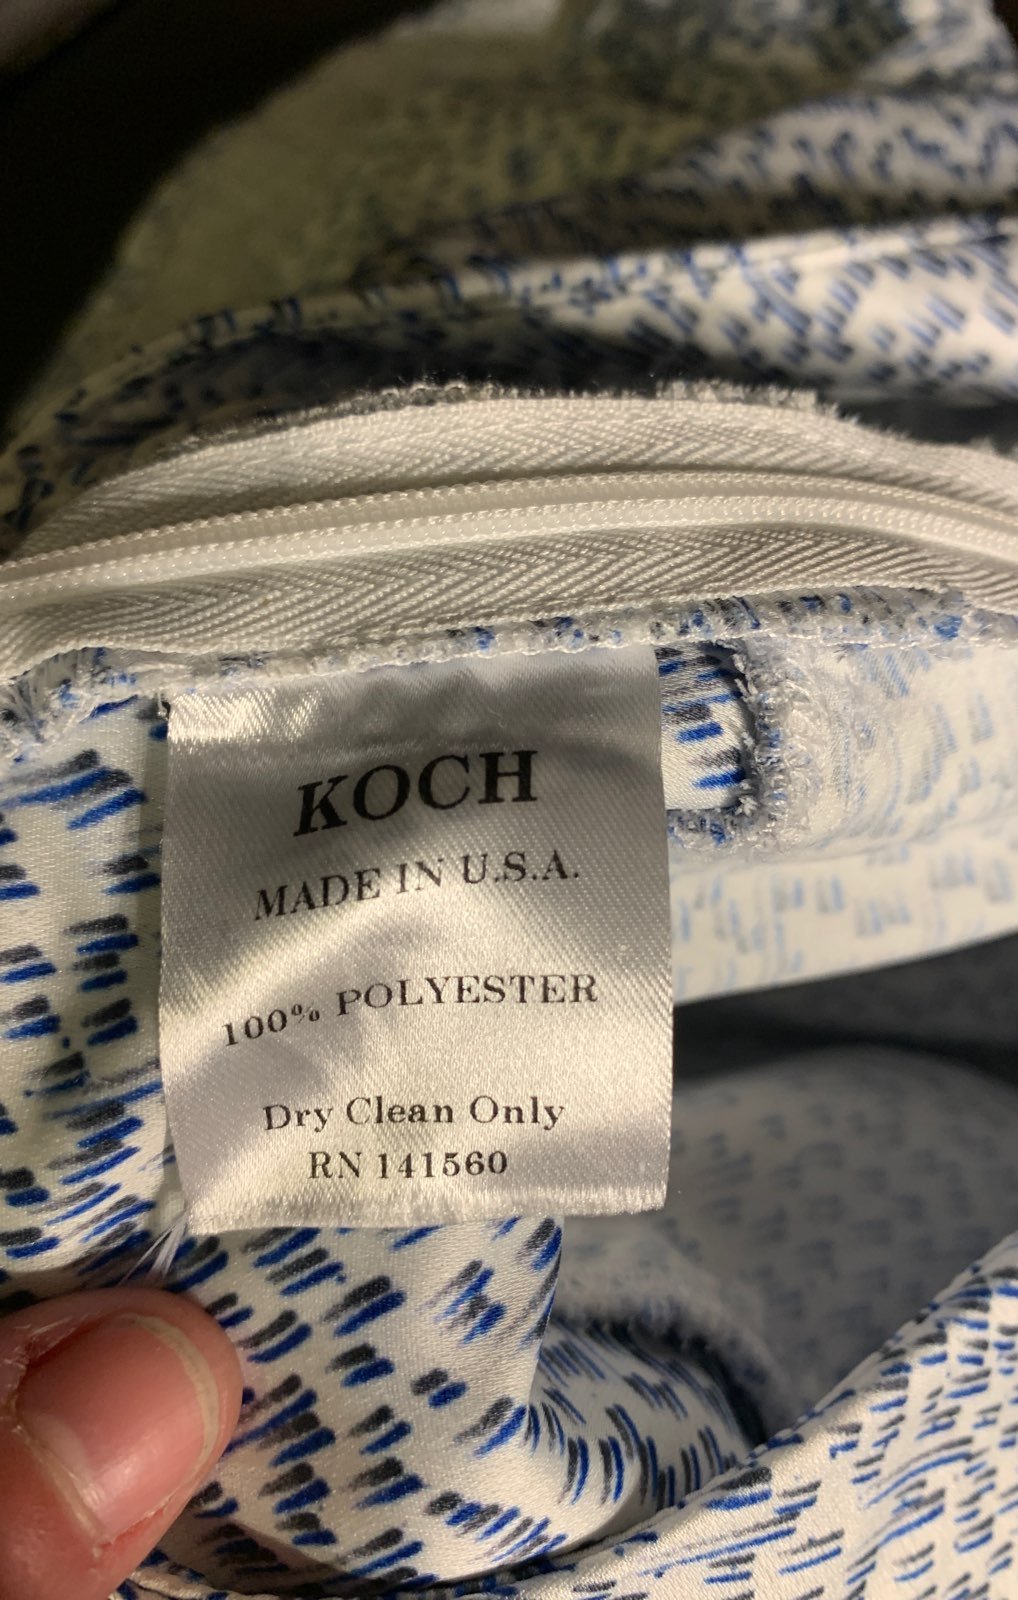 KOCH
MADE IN U.S.A.
100% POLYESTER
Dry Clean Only
RN 141560